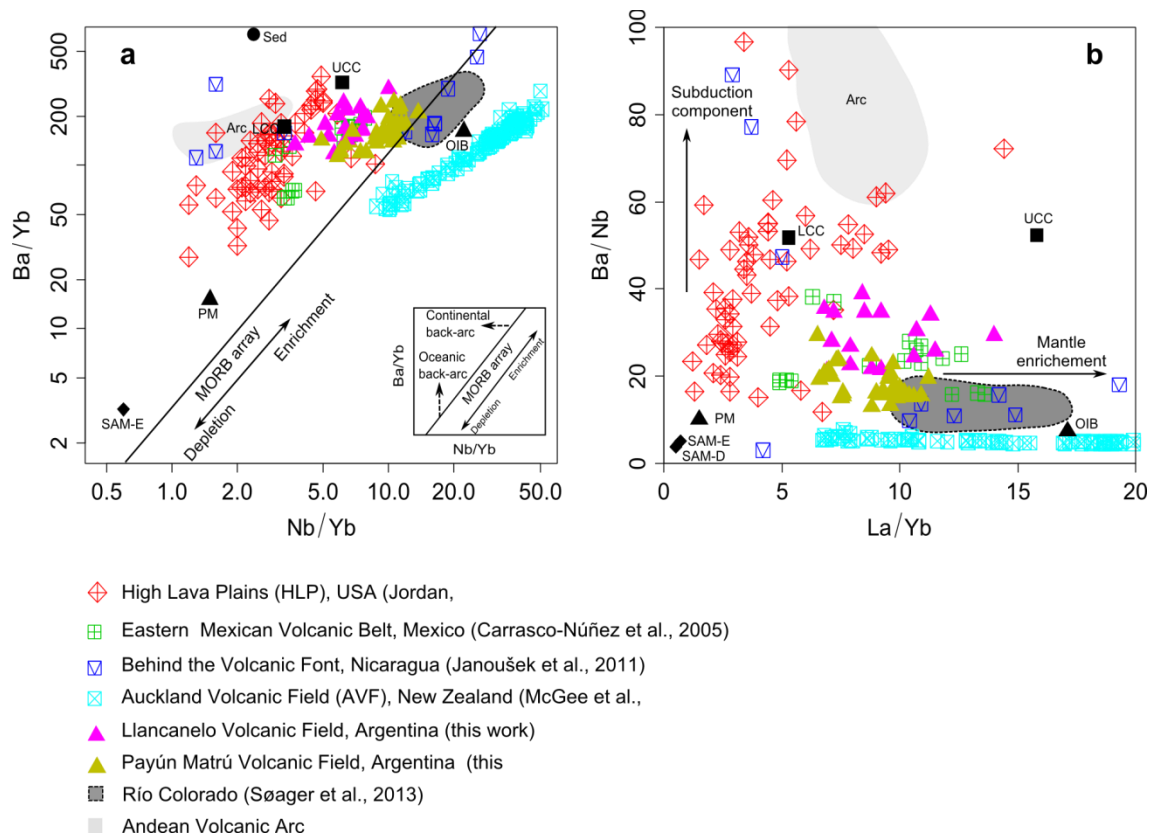 a
Sed
UCC
Arc LCC
OIB
PM
SAM-E
MORB array
Enrichment
Depletion
Continental
back-arc
Oceanic
back-arc
MORB array
Enrichment
Depletion
Ba/Yb
Nb/Yb
500
200
50
20
10
5
2
Ba/Yb
0.5
1.0
2.0
5.0
10.0
20.0
50.0
Nb/Yb
b
Subduction
component
Arc
UCC
LCC
Mantle
enrichement
PM
OIB
SAM-E
SAM-D
100
80
60
40
20
0
Ba/Nb
0
5
10
15
20
La/Yb
High Lava Plains (HLP), USA (Jordan,
Eastern Mexican Volcanic Belt, Mexico (Carrasco-Núñez et al., 2005)
Behind the Volcanic Font, Nicaragua (Janoušek et al., 2011)
Auckland Volcanic Field (AVF), New Zealand (McGee et al.,
Llancanelo Volcanic Field, Argentina (this work)
Payún Matrú Volcanic Field, Argentina (this
Río Colorado (Søager et al., 2013)
Andean Volcanic Arc